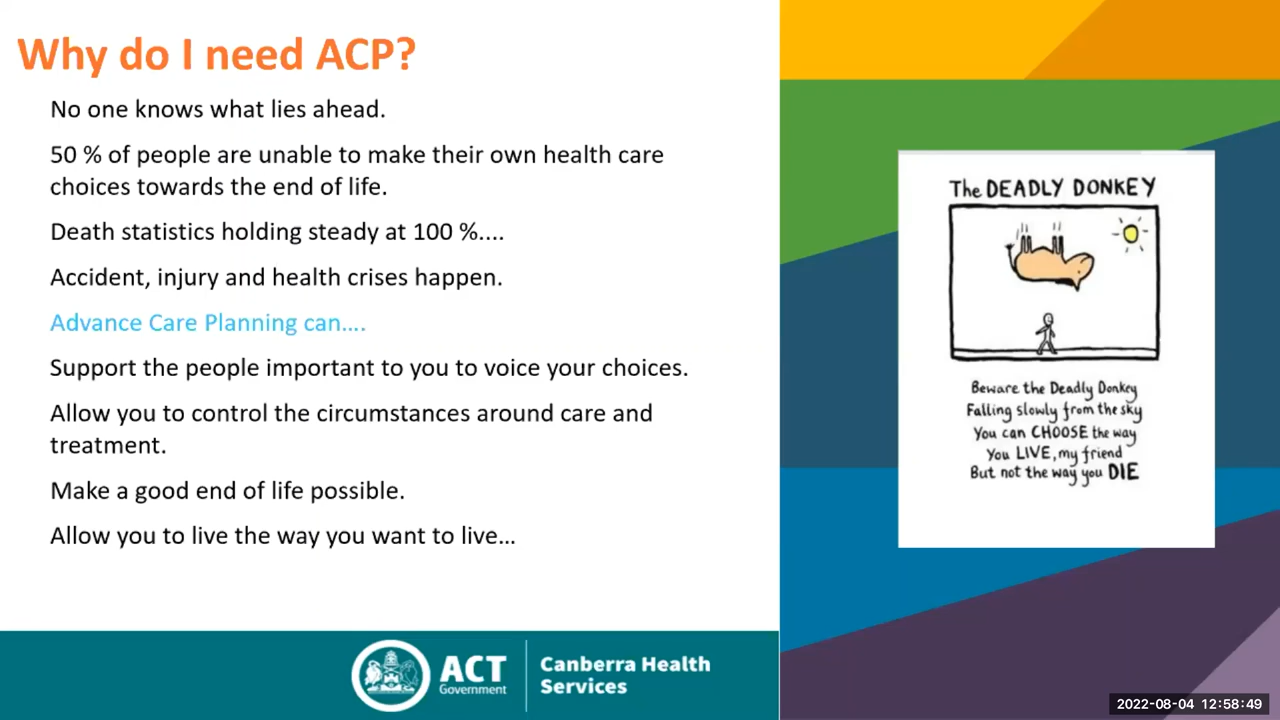 Why do I need ACP?
No one knows what lies ahead.
50 % of people are unable to make their own health care
choices towards the end of life.
Death statistics holding steady at 100 %....
Accident, injury and health crises happen.
Advance Care Planning can....
Support the people important to you to voice your choices.
Allow you to control the circumstances around care and
treatment.
Make a good end of life possible.
Allow you to live the way you want to live...
The DEADLY DONKEY
Beware the Deadly Donkey
Falling slowly from the sky
You can CHOOSE the way
You LIVE, my friend
But not the way you DIE
ACT
Government
Canberra Health
Services
2022-08-04 12:58:49